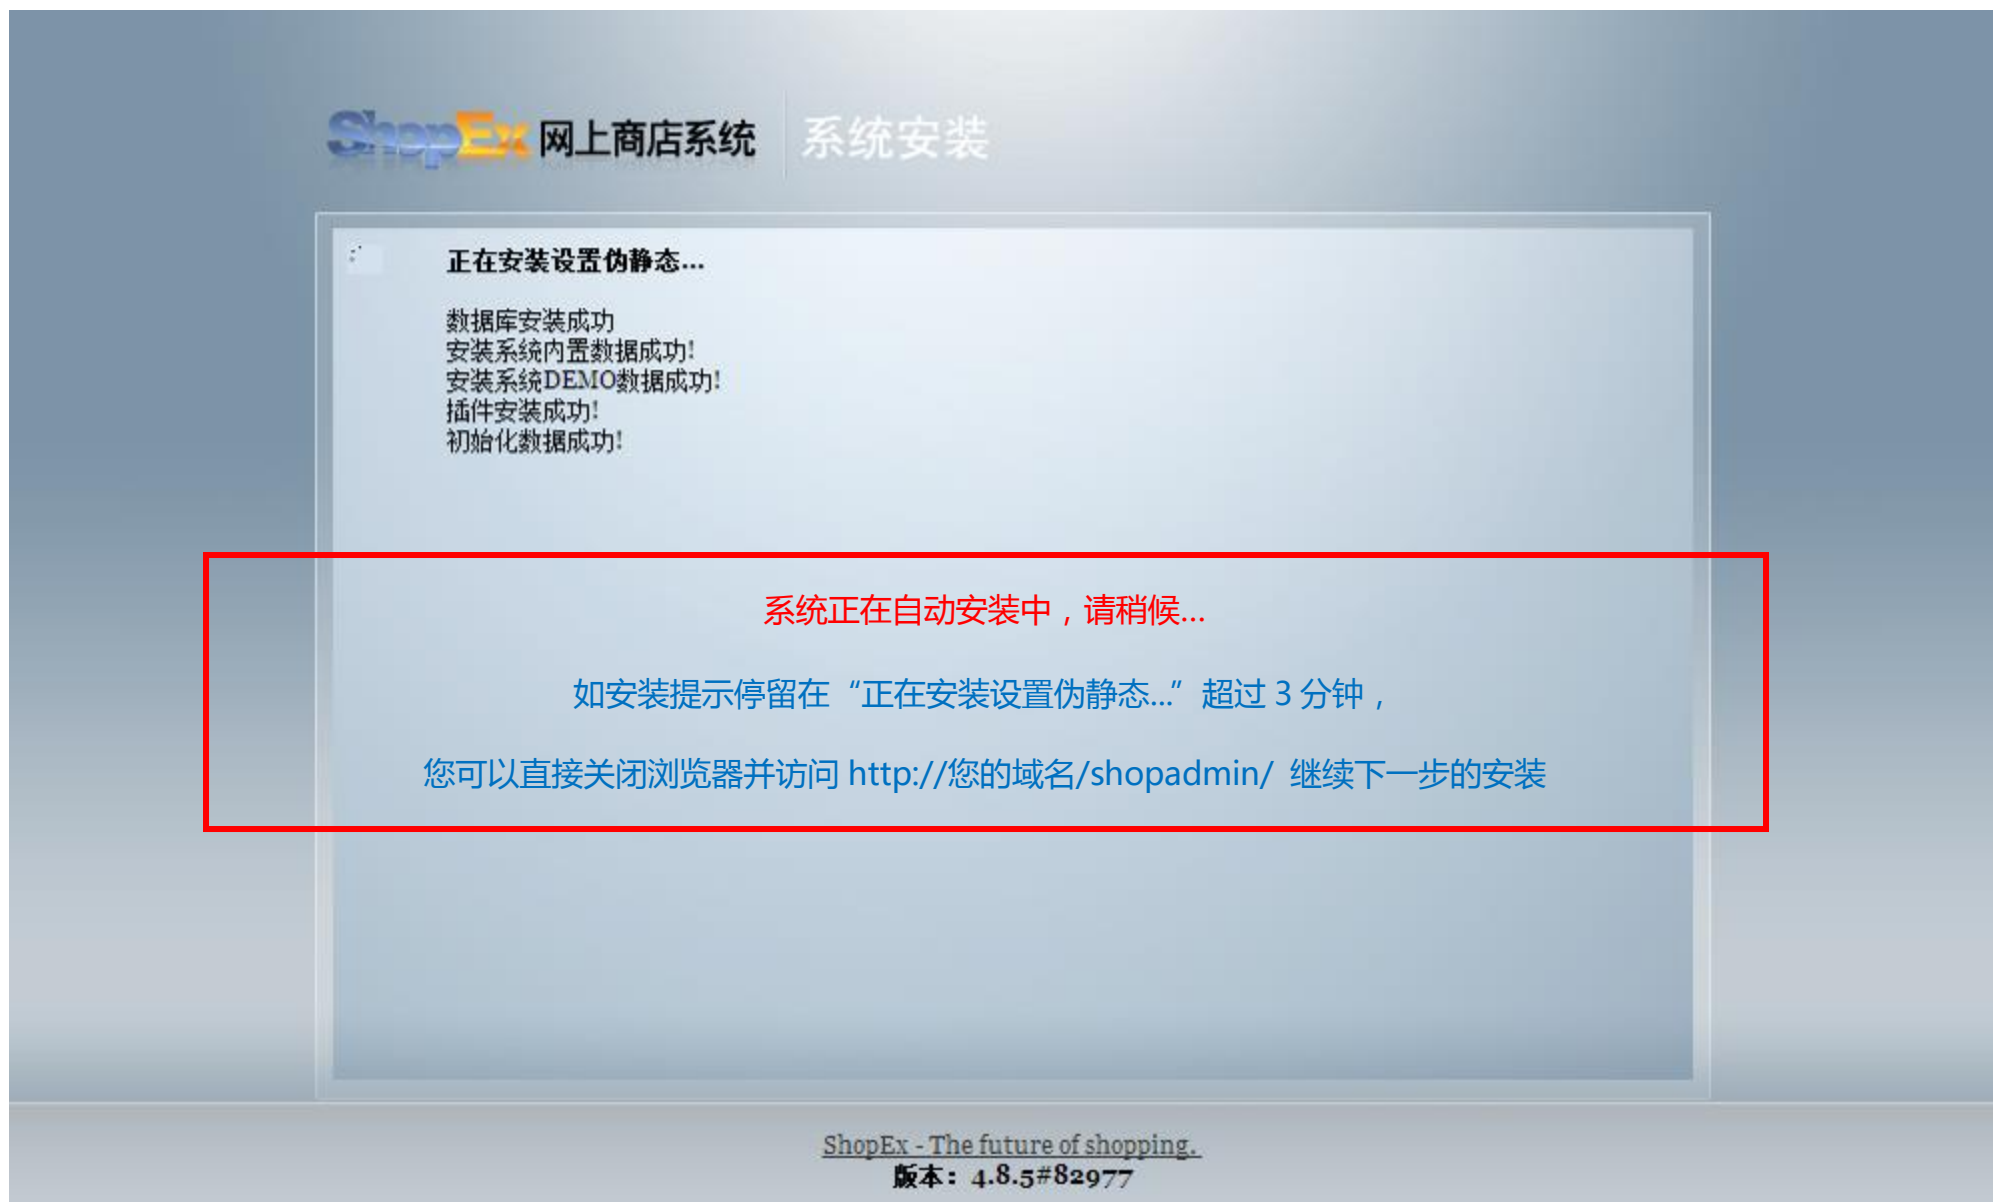 ShopEx 网上商店系统 系统安装
正在安装设置伪静态...
数据库安装成功
安装系统内置数据成功!
安装系统DEMO数据成功!
插件安装成功!
初始化数据成功!
系统正在自动安装中，请稍候...
如安装提示停留在“正在安装设置伪静态...”超过 3 分钟，
您可以直接关闭浏览器并访问 http://您的域名/shopadmin/ 继续下一步的安装
ShopEx - The future of shopping.
版本：4.8.5#82977